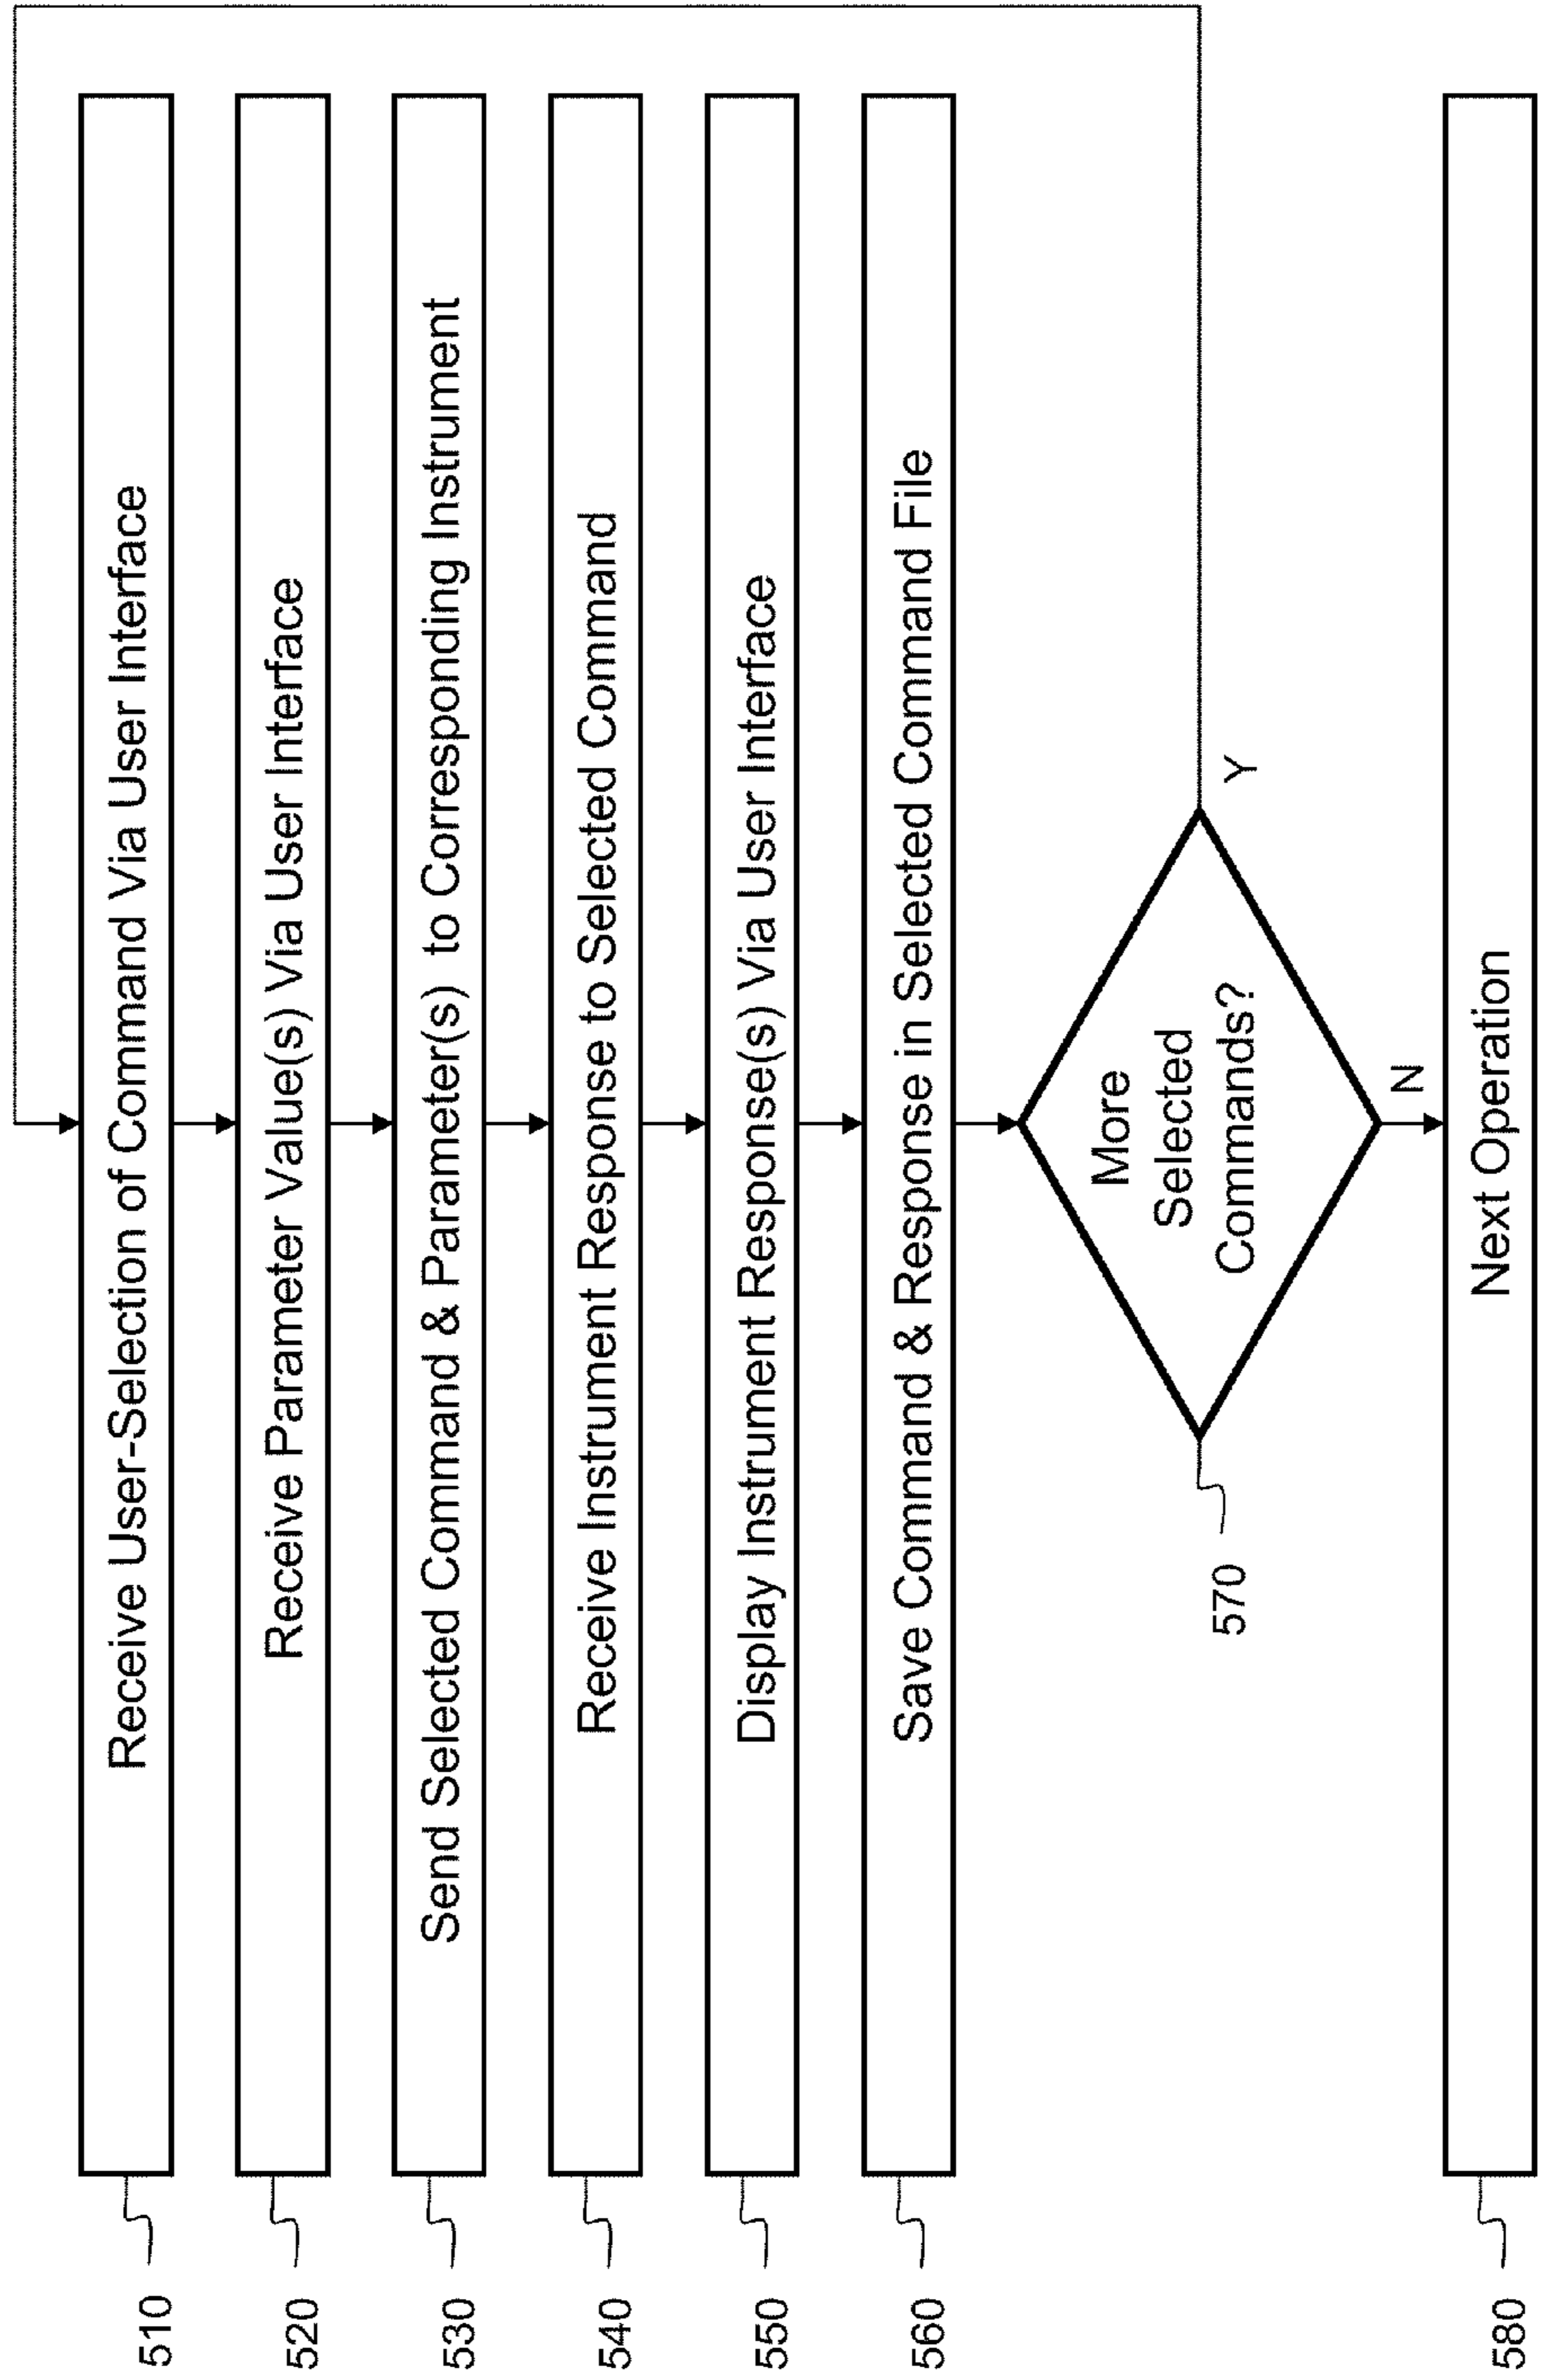 510
Receive User-Selection of Command Via User Interface
520
Receive Parameter Value(s) Via User Interface
530
Send Selected Command & Parameter(s) to Corresponding Instrument
540
Receive Instrument Response to Selected Command
550
Display Instrument Response(s) Via User Interface
560
Save Command & Response in Selected Command File
570
More
Selected
Commands?
Y
N
580
Next Operation